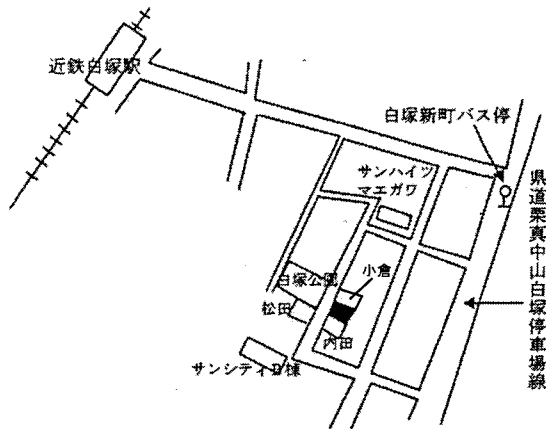 近鉄白塚駅
白塚新町バス停
サンハイツ
マエガワ
県道栗真中山白塚停車場線
小倉
白塚公園
松田
内田
サンシティD棟